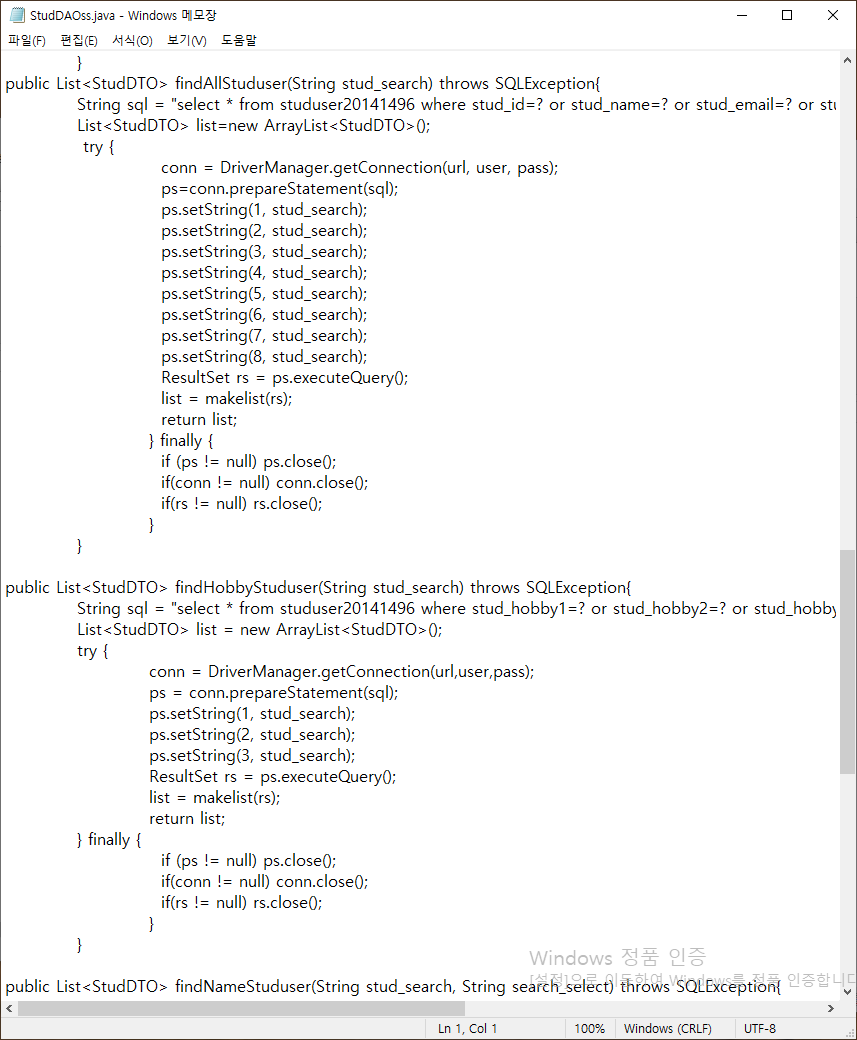 StudDAOss.java - Windows 메모장
파일(F) 편집(E) 서식(O) 보기(V) 도움말
}
public List<StudDTO> findAllStuduser(String stud_search) throws SQLException{
String sql = "select * from studuser20141496 where stud_id=? or stud_name=? or stud_email=? or stu
List<StudDTO> list=new ArrayList<StudDTO>();
try {
conn = DriverManager.getConnection(url, user, pass);
ps=conn.prepareStatement(sql);
ps.setString(1, stud_search);
ps.setString(2, stud_search);
ps.setString(3, stud_search);
ps.setString(4, stud_search);
ps.setString(5, stud_search);
ps.setString(6, stud_search);
ps.setString(7, stud_search);
ps.setString(8, stud_search);
ResultSet rs = ps.executeQuery();
list = makelist(rs);
return list;
} finally {
if (ps != null) ps.close();
if(conn != null) conn.close();
if(rs != null) rs.close();
}
}
public List<StudDTO> findHobbyStuduser(String stud_search) throws SQLException{
String sql = "select * from studuser20141496 where stud_hobby1=? or stud_hobby2=? or stud_hobby
List<StudDTO> list = new ArrayList<StudDTO>();
try {
conn = DriverManager.getConnection(url,user,pass);
ps = conn.prepareStatement(sql);
ps.setString(1, stud_search);
ps.setString(2, stud_search);
ps.setString(3, stud_search);
ResultSet rs = ps.executeQuery();
list = makelist(rs);
return list;
} finally {
if (ps != null) ps.close();
if(conn != null) conn.close();
if(rs != null) rs.close();
}
}
Windows 정품 인증
[설정]으로 이동하여 Windows를 정품 인증합니다
public List<StudDTO> findNameStuduser(String stud_search, String search_select) throws SQLException{
Ln 1, Col 1 100% Windows (CRLF) UTF-8